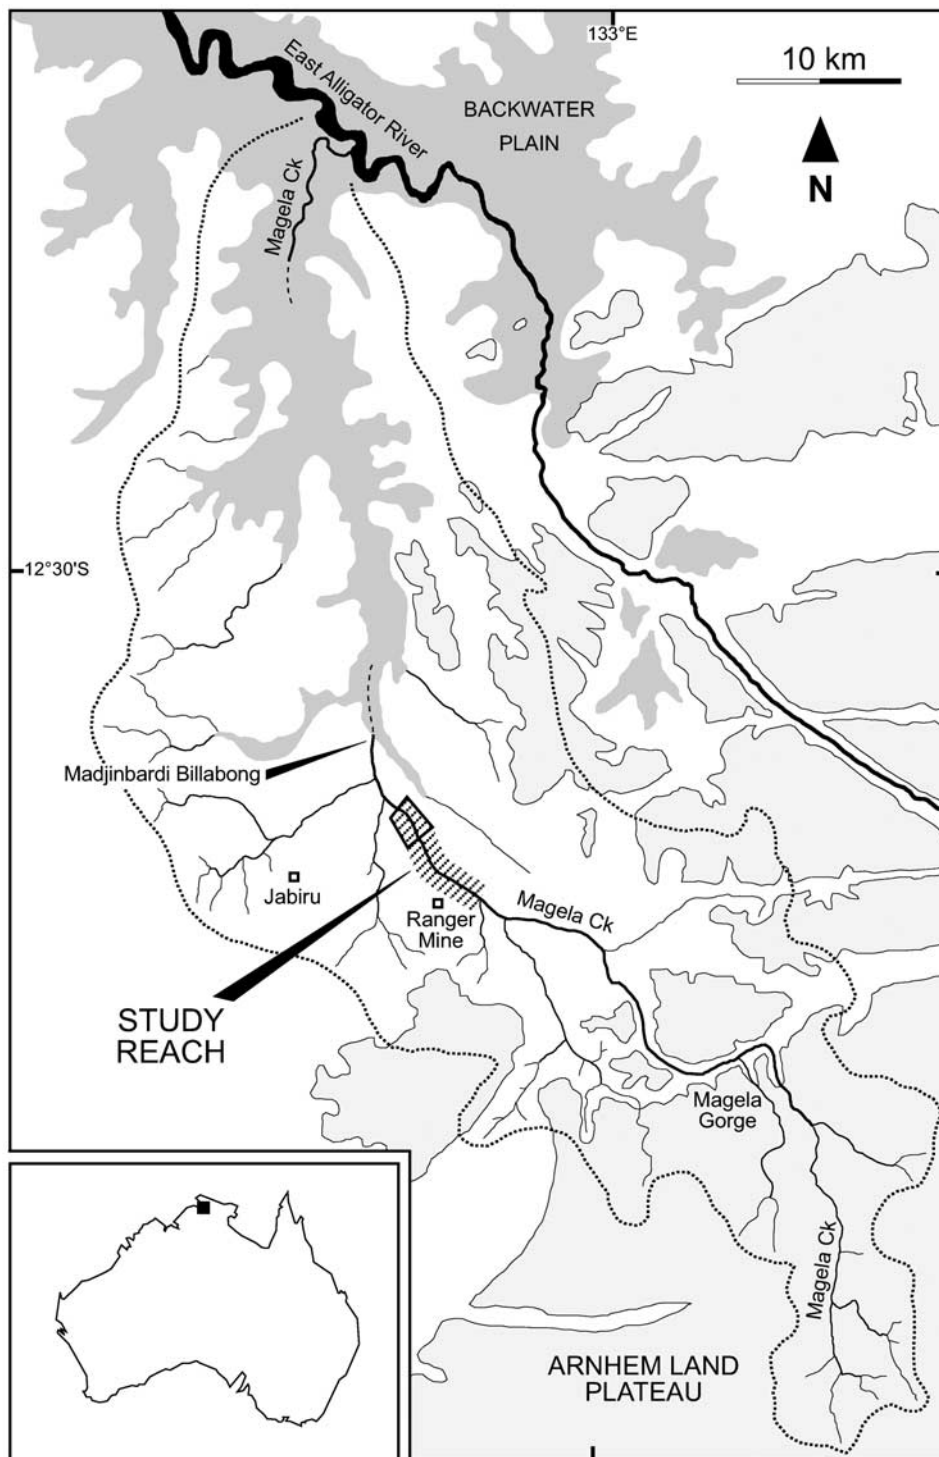 133°E
10 km
East Alligator River
BACKWATER
PLAIN
N
Magela Ck
12°30'S
Madjinbardi Billabong
Jabiru
Ranger
Mine
Magela Ck
STUDY
REACH
Magela
Gorge
Magela Ck
ARNHEM LAND
PLATEAU